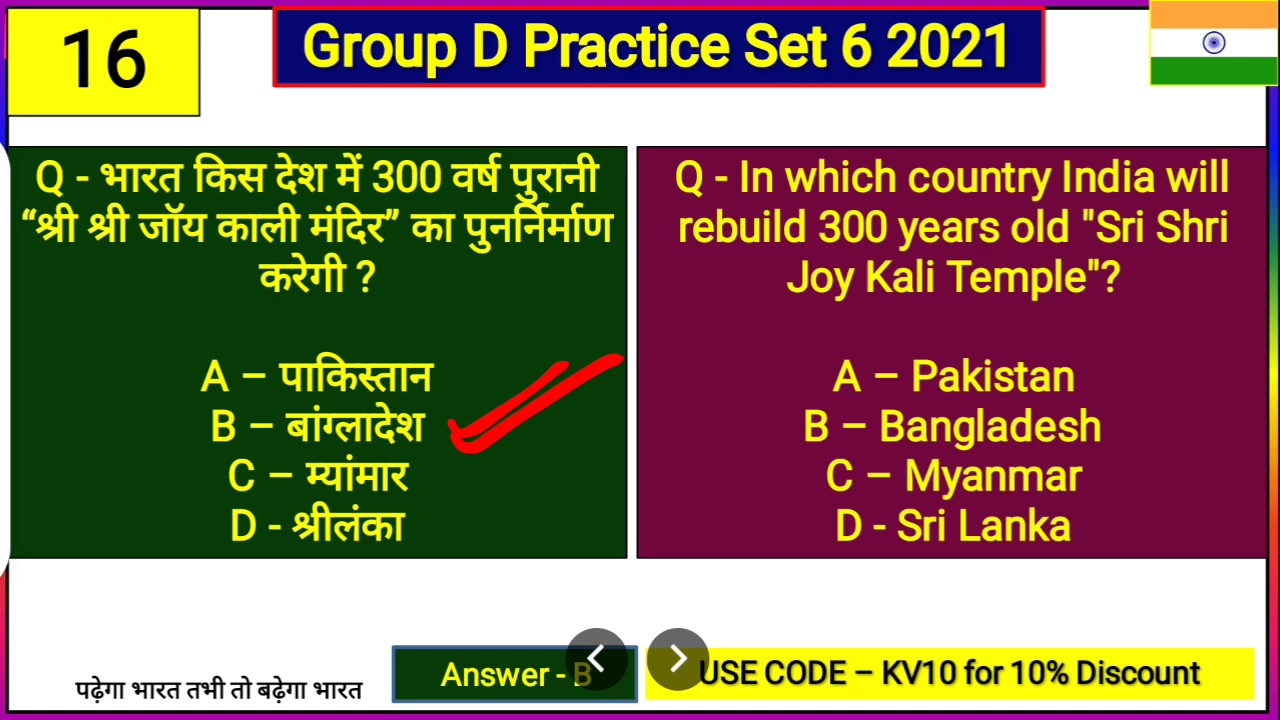 16
Group D Practice Set 6 2021
Q - भारत किस देश में 300 वर्ष पुरानी
“श्री श्री जॉय काली मंदिर” का पुनर्निर्माण
करेगी ?
A – पाकिस्तान
B – बांग्लादेश
C – म्यांमार
D - श्रीलंका
Q - In which country India will
rebuild 300 years old "Sri Shri
Joy Kali Temple"?
A – Pakistan
B – Bangladesh
C – Myanmar
D - Sri Lanka
पढ़ेगा भारत तभी तो बढ़ेगा भारत
Answer - B
USE CODE – KV10 for 10% Discount